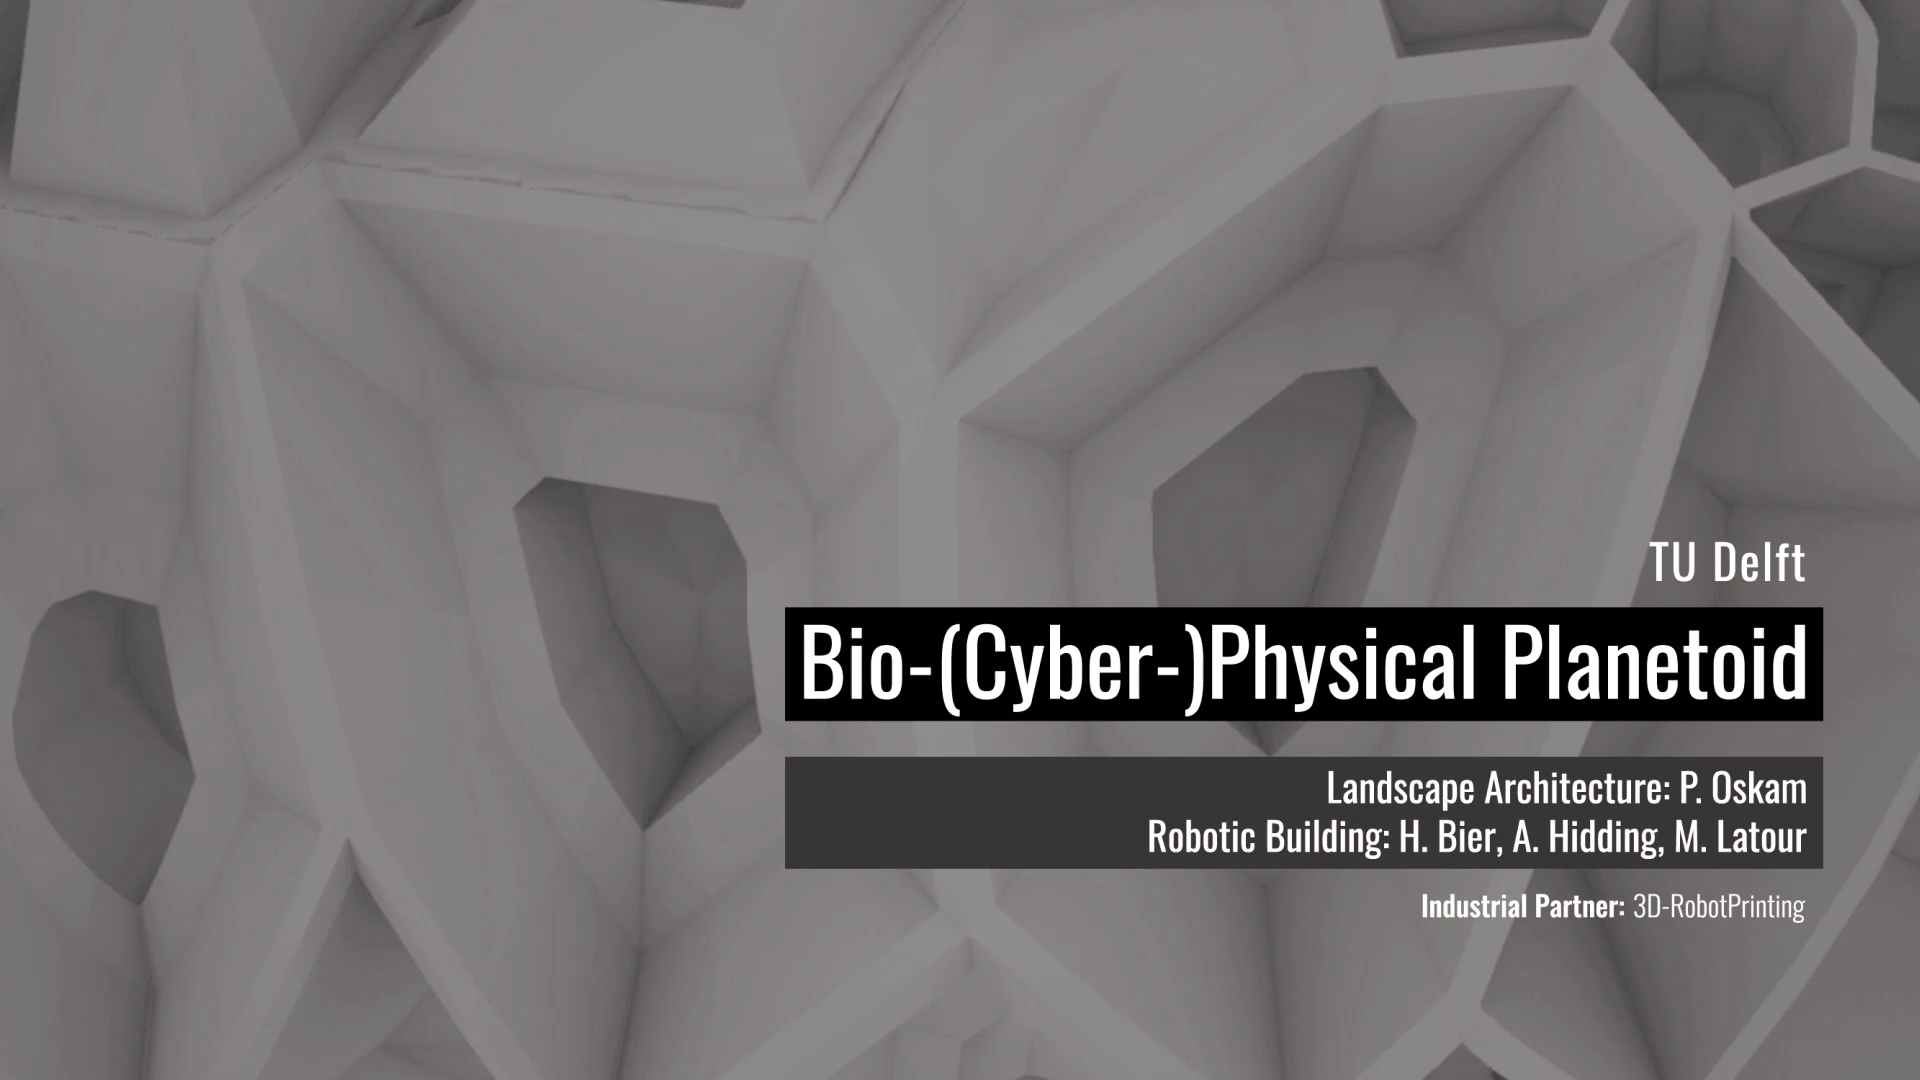 TU Delft
Bio-(Cyber-)Physical Planetoid
Landscape Architecture: P. Oskam
Robotic Building: H. Bier, A. Hidding, M. Latour
Industrial Partner: 3D-RobotPrinting